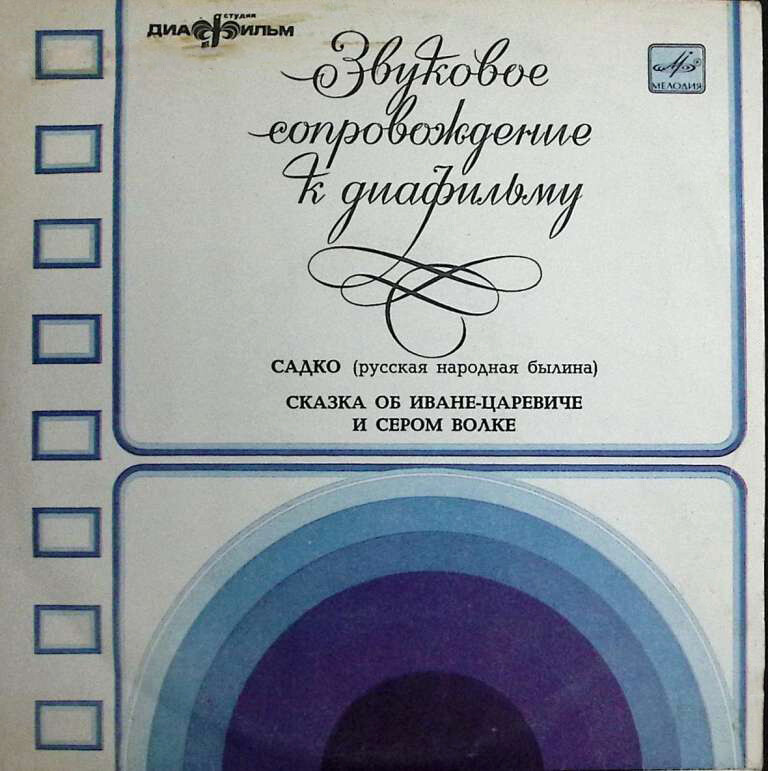 студия
ДИАФИЛЬМ
Звуковое
сопровождение
к диафильму
МЕЛОДИЯ
САДКО (русская народная былина)
СКАЗКА ОБ ИВАНЕ-ЦАРЕВИЧЕ
И СЕРОМ ВОЛКЕ